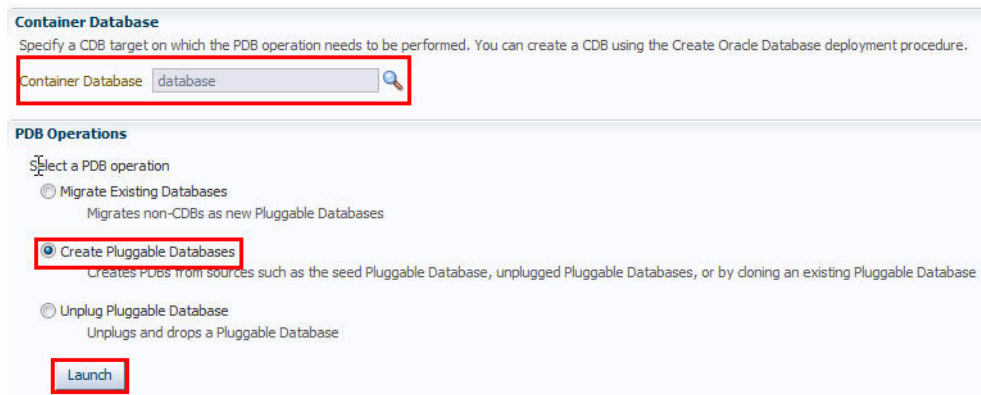 Container Database
Specify a CDB target on which the PDB operation needs to be performed. You can create a CDB using the Create Oracle Database deployment procedure.
Container Database database
PDB Operations
Select a PDB operation
Migrate Existing Databases
Migrates non-CDBs as new Pluggable Databases
Create Pluggable Databases
Creates PDBs from sources such as the seed Pluggable Database, unplugged Pluggable Databases, or by cloning an existing Pluggable Database
Unplug Pluggable Database
Unplugs and drops a Pluggable Database
Launch